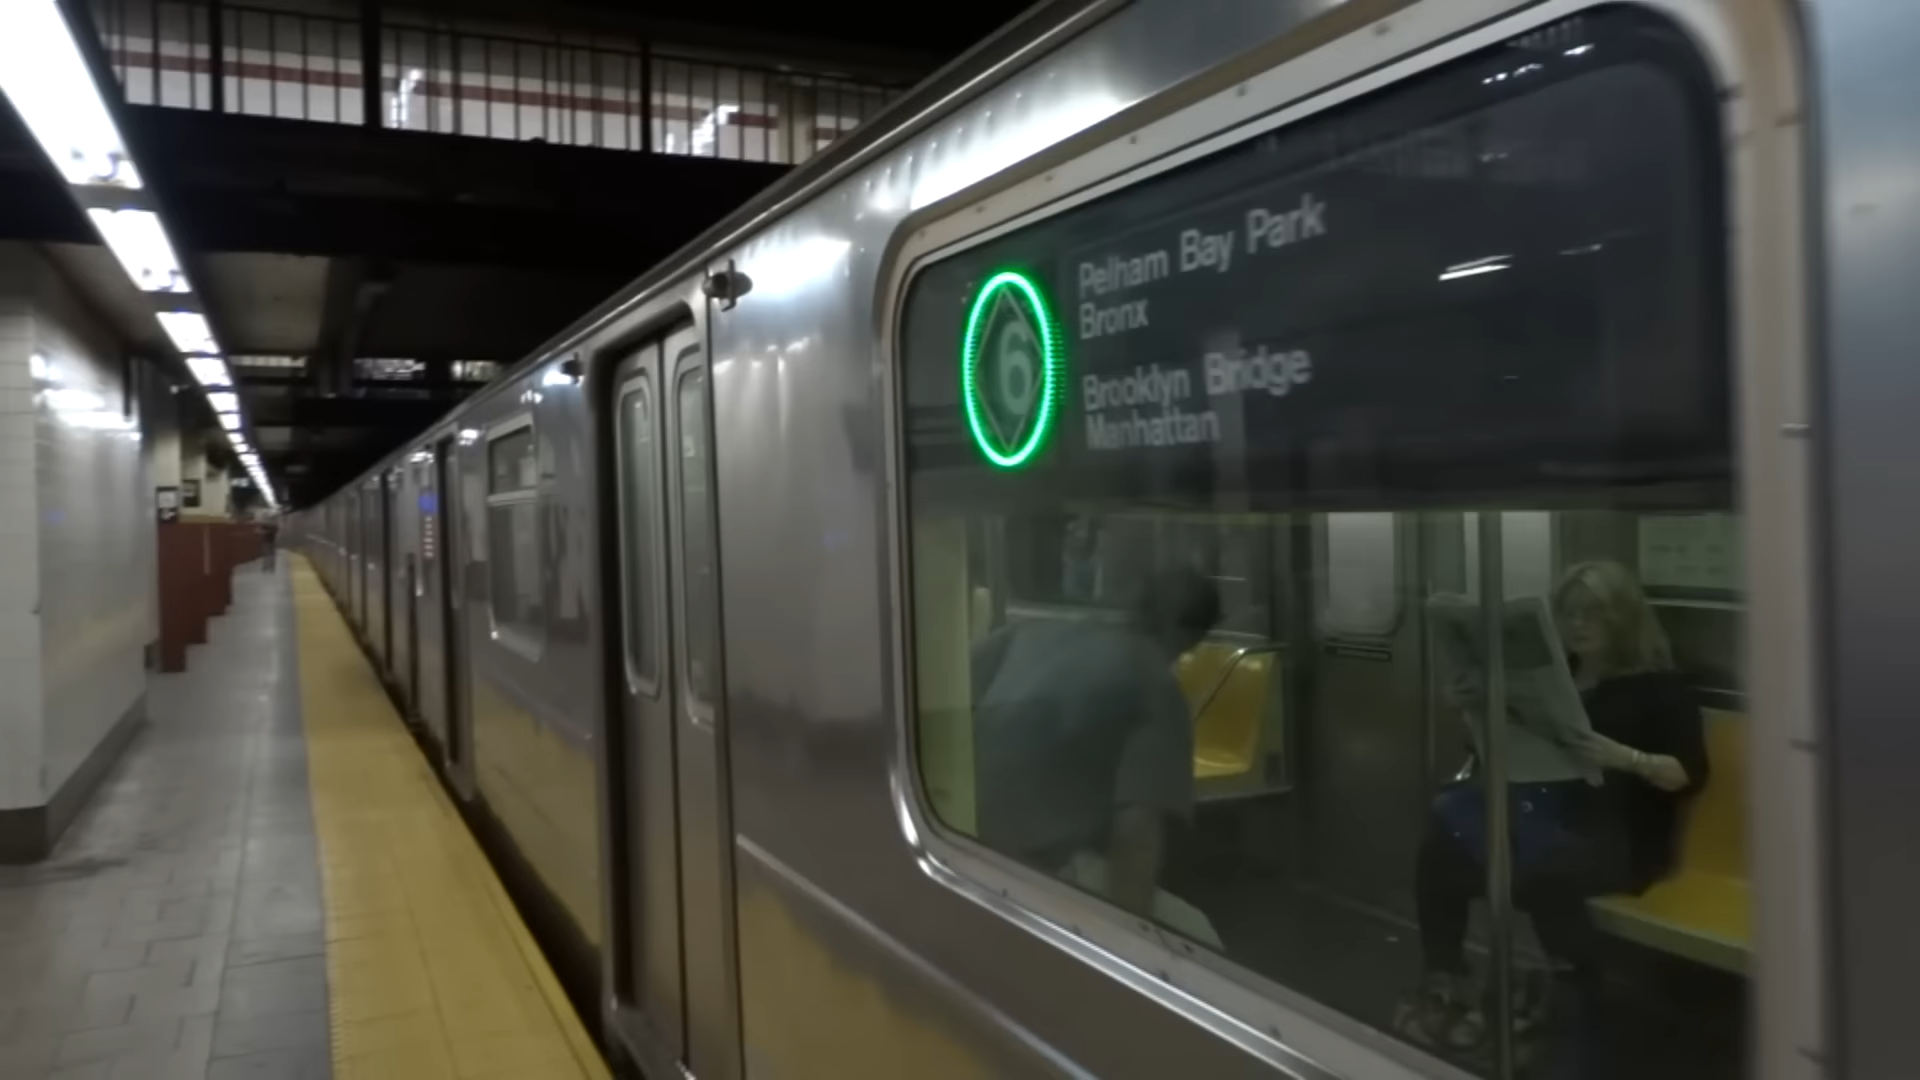 6
Pelham Bay Park
Bronx
Brooklyn Bridge
Manhattan